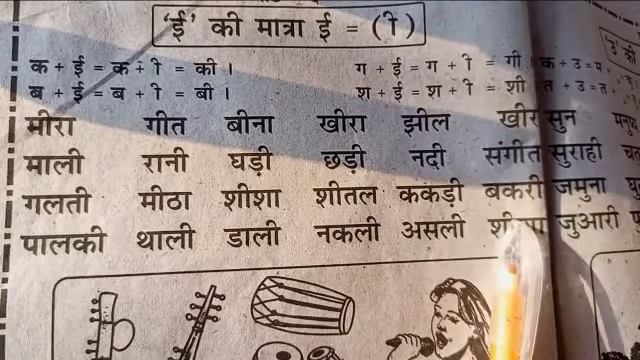 'ई' की मात्रा ई = (ी)
क + ई = क + ी = की । ग + ई = ग + ी = गी क + उ =
ब + ई = ब + ी = बी । श + ई = श + ी = शी त + उ =
मीरा गीत बीना खीरा झील खीर सुन
माली रानी घड़ी छड़ी नदी संगीत सुराही
गलती मीठा शीशा शीतल ककड़ी बकरी जमुना
पालकी थाली डाली नकली असली जुआरी